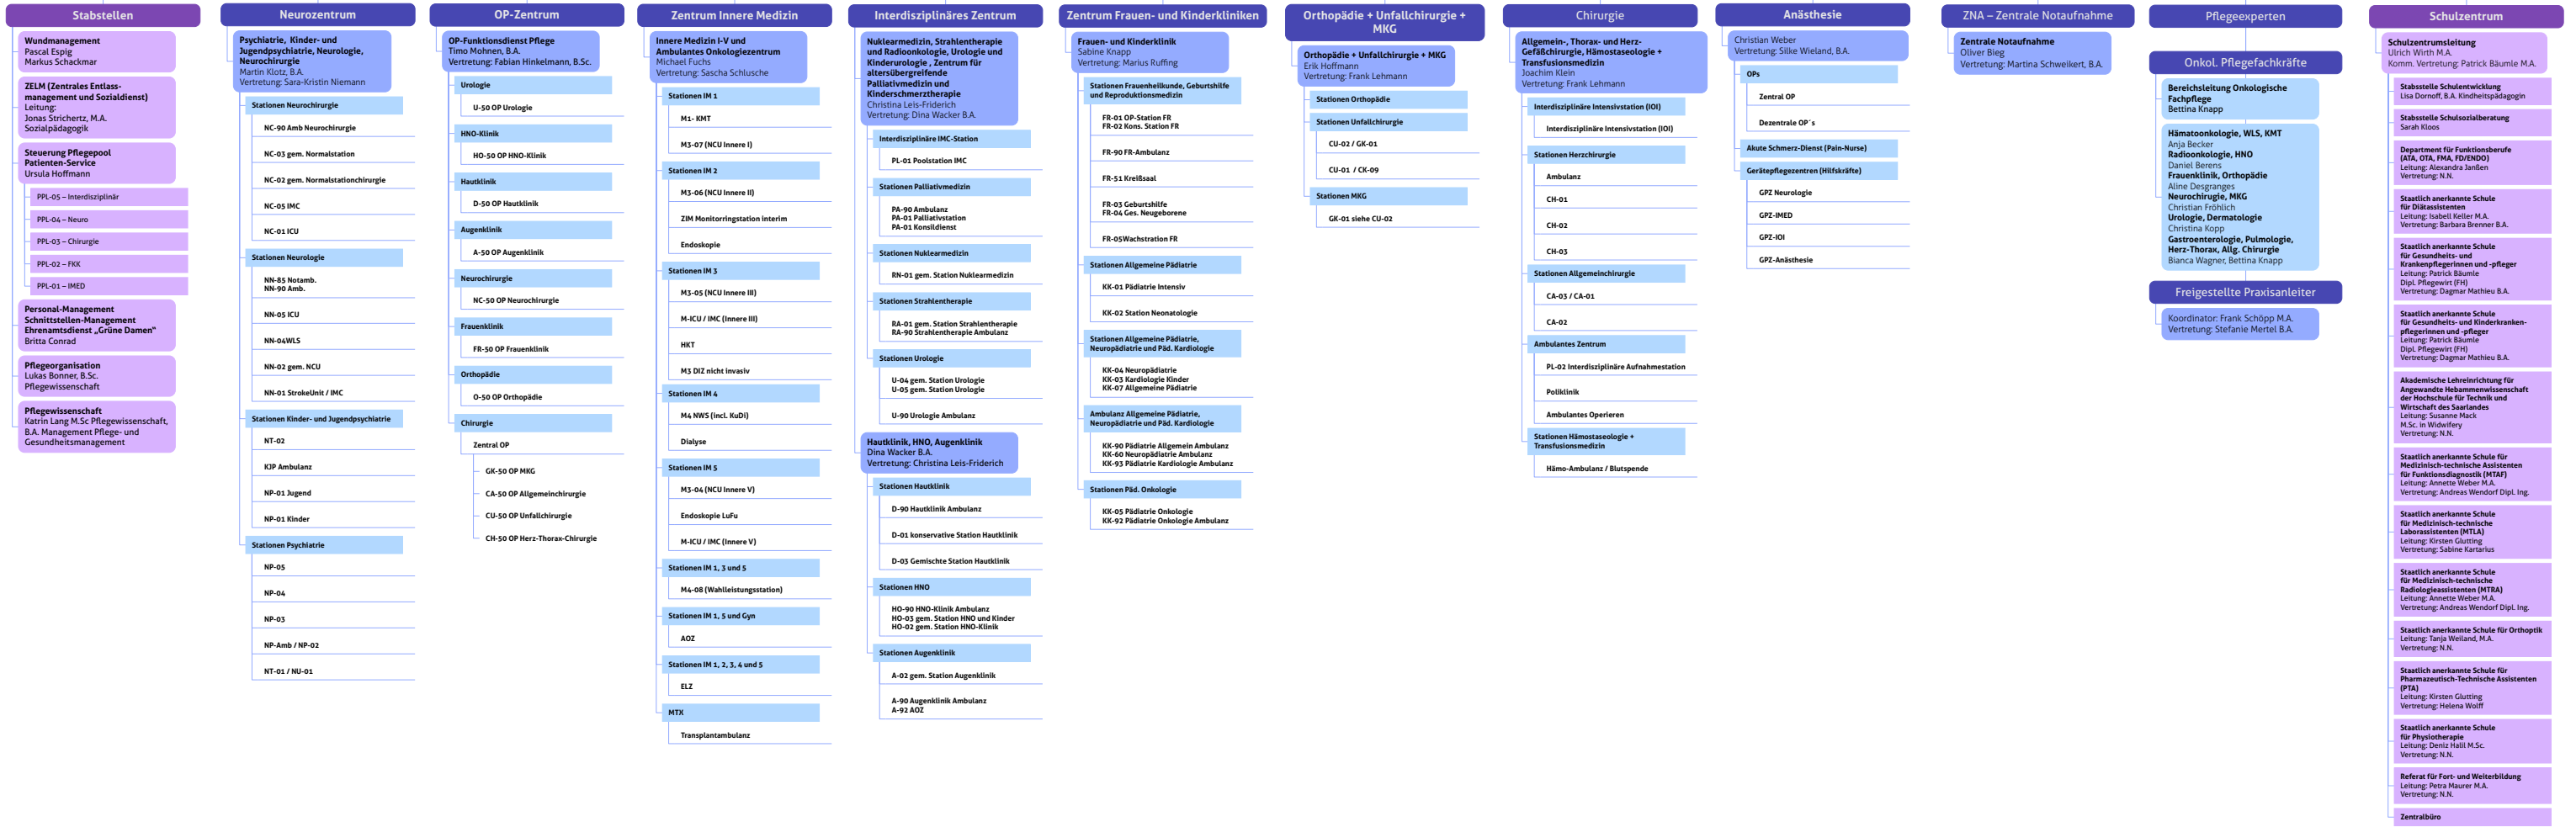 Stabstellen
Wundmanagement
Pascal Espig
Markus Schackmar
ZELM (Zentrales Entlass-
management und Sozialdienst)
Leitung:
Jonas Strichertz, M.A.
Sozialpädagogik
Steuerung Pflegepool
Patienten-Service
Ursula Hoffmann
PPL-05 – Interdisziplinär
PPL-04 – Neuro
PPL-03 – Chirurgie
PPL-02 – FKK
PPL-01 – IMED
Personal-Management
Schnittstellen-Management
Ehrenamtsdienst „Grüne Damen“
Britta Conrad
Pflegeorganisation
Lukas Bonner, B.Sc.
Pflegewissenschaft
Pflegewissenschaft
Katrin Lang M.Sc Pflegewissenschaft,
B.A. Management Pflege- und
Gesundheitsmanagement
Neurozentrum
Psychiatrie, Kinder- und
Jugendpsychiatrie, Neurologie,
Neurochirurgie
Martin Klotz, B.A.
Vertretung: Sara-Kristin Niemann
Stationen Neurochirurgie
NC-90 Amb Neurochirurgie
NC-03 gem. Normalstation
NC-02 gem. Normalstationchirurgie
NC-05 IMC
NC-01 ICU
Stationen Neurologie
NN-85 Notamb.
NN-90 Amb.
NN-05 ICU
NN-04WLS
NN-02 gem. NCU
NN-01 StrokeUnit / IMC
Stationen Kinder- und Jugendpsychiatrie
NT-02
KJP Ambulanz
NP-01 Jugend
NP-01 Kinder
Stationen Psychiatrie
NP-05
NP-04
NP-03
NP-Amb / NP-02
NT-01 / NU-01
OP-Zentrum
OP-Funktionsdienst Pflege
Timo Mohnen, B.A.
Vertretung: Fabian Hinkelmann, B.Sc.
Urologie
U-50 OP Urologie
HNO-Klinik
HO-50 OP HNO-Klinik
Hautklinik
D-50 OP Hautklinik
Augenklinik
A-50 OP Augenklinik
Neurochirurgie
NC-50 OP Neurochirurgie
Frauenklinik
FR-50 OP Frauenklinik
Orthopädie
O-50 OP Orthopädie
Chirurgie
Zentral OP
GK-50 OP MKG
CA-50 OP Allgemeinchirurgie
CU-50 OP Unfallchirurgie
CH-50 OP Herz-Thorax-Chirurgie
Zentrum Innere Medizin
Innere Medizin I-V und
Ambulantes Onkologiezentrum
Michael Fuchs
Vertretung: Sascha Schlusche
Stationen IM 1
M1- KMT
M3-07 (NCU Innere I)
Stationen IM 2
M3-06 (NCU Innere II)
ZIM Monitorringstation interim
Endoskopie
Stationen IM 3
M3-05 (NCU Innere III)
M-ICU / IMC (Innere III)
HKT
M3 DIZ nicht invasiv
Stationen IM 4
M4 NWS (incl. KuDi)
Dialyse
Stationen IM 5
M3-04 (NCU Innere V)
Endoskopie LuFu
M-ICU / IMC (Innere V)
Stationen IM 1, 3 und 5
M4-08 (Wahlleistungsstation)
Stationen IM 1, 5 und Gyn
AOZ
Stationen IM 1, 2, 3, 4 und 5
ELZ
MTX
Transplantambulanz
Interdisziplinäres Zentrum
Nuklearmedizin, Strahlentherapie
und Radioonkologie, Urologie und
Kinderurologie , Zentrum für
altersübergreifende
Palliativmedizin und
Kinderschmerztherapie
Christina Leis-Friderich
Vertretung: Dina Wacker B.A.
Interdisziplinäre IMC-Station
PL-01 Poolstation IMC
Stationen Palliativmedizin
PA-90 Ambulanz
PA-01 Palliativstation
PA-01 Konsildienst
Stationen Nuklearmedizin
RN-01 gem. Station Nuklearmedizin
Stationen Strahlentherapie
RA-01 gem. Station Strahlentherapie
RA-90 Strahlentherapie Ambulanz
Stationen Urologie
U-04 gem. Station Urologie
U-05 gem. Station Urologie
U-90 Urologie Ambulanz
Hautklinik, HNO, Augenklinik
Dina Wacker B.A.
Vertretung: Christina Leis-Friderich
Stationen Hautklinik
D-90 Hautklinik Ambulanz
D-01 konservative Station Hautklinik
D-03 Gemischte Station Hautklinik
Stationen HNO
HO-90 HNO-Klinik Ambulanz
HO-03 gem. Station HNO und Kinder
HO-02 gem. Station HNO-Klinik
Stationen Augenklinik
A-02 gem. Station Augenklinik
A-90 Augenklinik Ambulanz
A-92 AOZ
Zentrum Frauen- und Kinderkliniken
Frauen- und Kinderklinik
Sabine Knapp
Vertretung: Marius Ruffing
Stationen Frauenheilkunde, Geburtshilfe
und Reproduktionsmedizin
FR-01 OP-Station FR
FR-02 Kons. Station FR
FR-90 FR-Ambulanz
FR-51 Kreißsaal
FR-03 Geburtshilfe
FR-04 Ges. Neugeborene
FR-05Wachstration FR
Stationen Allgemeine Pädiatrie
KK-01 Pädiatrie Intensiv
KK-02 Station Neonatologie
Stationen Allgemeine Pädiatrie,
Neuropädiatrie und Päd. Kardiologie
KK-04 Neuropädiatrie
KK-03 Kardiologie Kinder
KK-07 Allgemeine Pädiatrie
Ambulanz Allgemeine Pädiatrie,
Neuropädiatrie und Päd. Kardiologie
KK-90 Pädiatrie Allgemein Ambulanz
KK-60 Neuropädiatrie Ambulanz
KK-93 Pädiatrie Kardiologie Ambulanz
Stationen Päd. Onkologie
KK-05 Pädiatrie Onkologie
KK-92 Pädiatrie Onkologie Ambulanz
Orthopädie + Unfallchirurgie +
MKG
Orthopädie + Unfallchirurgie + MKG
Erik Hoffmann
Vertretung: Frank Lehmann
Stationen Orthopädie
Stationen Unfallchirurgie
CU-02 / GK-01
CU-01 / CK-09
Stationen MKG
GK-01 siehe CU-02
Chirurgie
Allgemein-, Thorax- und Herz-
Gefäßchirurgie, Hämostaseologie +
Transfusionsmedizin
Joachim Klein
Vertretung: Frank Lehmann
Interdisziplinäre Intensivstation (IOI)
Interdisziplinäre Intensivstation (IOI)
Stationen Herzchirurgie
Ambulanz
CH-01
CH-02
CH-03
Stationen Allgemeinchirurgie
CA-03 / CA-01
CA-02
Ambulantes Zentrum
PL-02 Interdisziplinäre Aufnahmestation
Poliklinik
Ambulantes Operieren
Stationen Hämostaseologie +
Transfusionsmedizin
Hämo-Ambulanz / Blutspende
Anästhesie
Christian Weber
Vertretung: Silke Wieland, B.A.
OPs
Zentral OP
Dezentrale OP´s
Akute Schmerz-Dienst (Pain-Nurse)
Gerätepflegezentren (Hilfskräfte)
GPZ Neurologie
GPZ-IMED
GPZ-IOI
GPZ-Anästhesie
ZNA – Zentrale Notaufnahme
Zentrale Notaufnahme
Oliver Bieg
Vertretung: Martina Schweikert, B.A.
Pflegeexperten
Onkol. Pflegefachkräfte
Bereichsleitung Onkologische
Fachpflege
Bettina Knapp
Hämatoonkologie, WLS, KMT
Anja Becker
Radioonkologie, HNO
Daniel Berens
Frauenklinik, Orthopädie
Aline Desgranges
Neurochirugie, MKG
Christian Fröhlich
Urologie, Dermatologie
Christina Kopp
Gastroenterologie, Pulmologie,
Herz-Thorax, Allg. Chirurgie
Bianca Wagner, Bettina Knapp
Freigestellte Praxisanleiter
Koordinator: Frank Schöpp M.A.
Vertretung: Stefanie Mertel B.A.
Schulzentrum
Schulzentrumsleitung
Ulrich Wirth M.A.
Komm. Vertretung: Patrick Bäumle M.A.
Stabsstelle Schulentwicklung
Lisa Dornoff, B.A. Kindheitspädagogin
Stabsstelle Schulsozialberatung
Sarah Kloos
Department für Funktionsberufe
(ATA, OTA, FMA, FD/ENDO)
Leitung: Alexandra Janßen
Vertretung: N.N.
Staatlich anerkannte Schule
für Diätassistenten
Leitung: Isabell Keller M.A.
Vertretung: Barbara Brenner B.A.
Staatlich anerkannte Schule
für Gesundheits- und
Krankenpflegerinnen und -pfleger
Leitung: Patrick Bäumle
Dipl. Pflegewirt (FH)
Vertretung: Dagmar Mathieu B.A.
Staatlich anerkannte Schule
für Gesundheits- und Kinderkranken-
pflegerinnen und -pfleger
Leitung: Patrick Bäumle
Dipl. Pflegewirt (FH)
Vertretung: Dagmar Mathieu B.A.
Akademische Lehreinrichtung für
Angewandte Hebammenwissenschaft
der Hochschule für Technik und
Wirtschaft des Saarlandes
Leitung: Susanne Mack
M.Sc. in Widwifery
Vertretung: N.N.
Staatlich anerkannte Schule für
Medizinisch-technische Assistenten
für Funktionsdiagnostik (MTAF)
Leitung: Annette Weber M.A.
Vertretung: Andreas Wendorf Dipl. Ing.
Staatlich anerkannte Schule
für Medizinisch-technische
Laborassistenten (MTLA)
Leitung: Kirsten Glutting
Vertretung: Sabine Kartarius
Staatlich anerkannte Schule
für Medizinisch-technische
Radiologieassistenten (MTRA)
Leitung: Annette Weber M.A.
Vertretung: Andreas Wendorf Dipl. Ing.
Staatlich anerkannte Schule für Orthoptik
Leitung: Tanja Weiland, M.A.
Vertretung: N.N.
Staatlich anerkannte Schule für
Pharmazeutisch-Technische Assistenten
(PTA)
Leitung: Kirsten Glutting
Vertretung: Helena Wolff
Staatlich anerkannte Schule
für Physiotherapie
Leitung: Deniz Halil M.Sc.
Vertretung: N.N.
Referat für Fort- und Weiterbildung
Leitung: Petra Maurer M.A.
Vertretung: N.N.
Zentralbüro